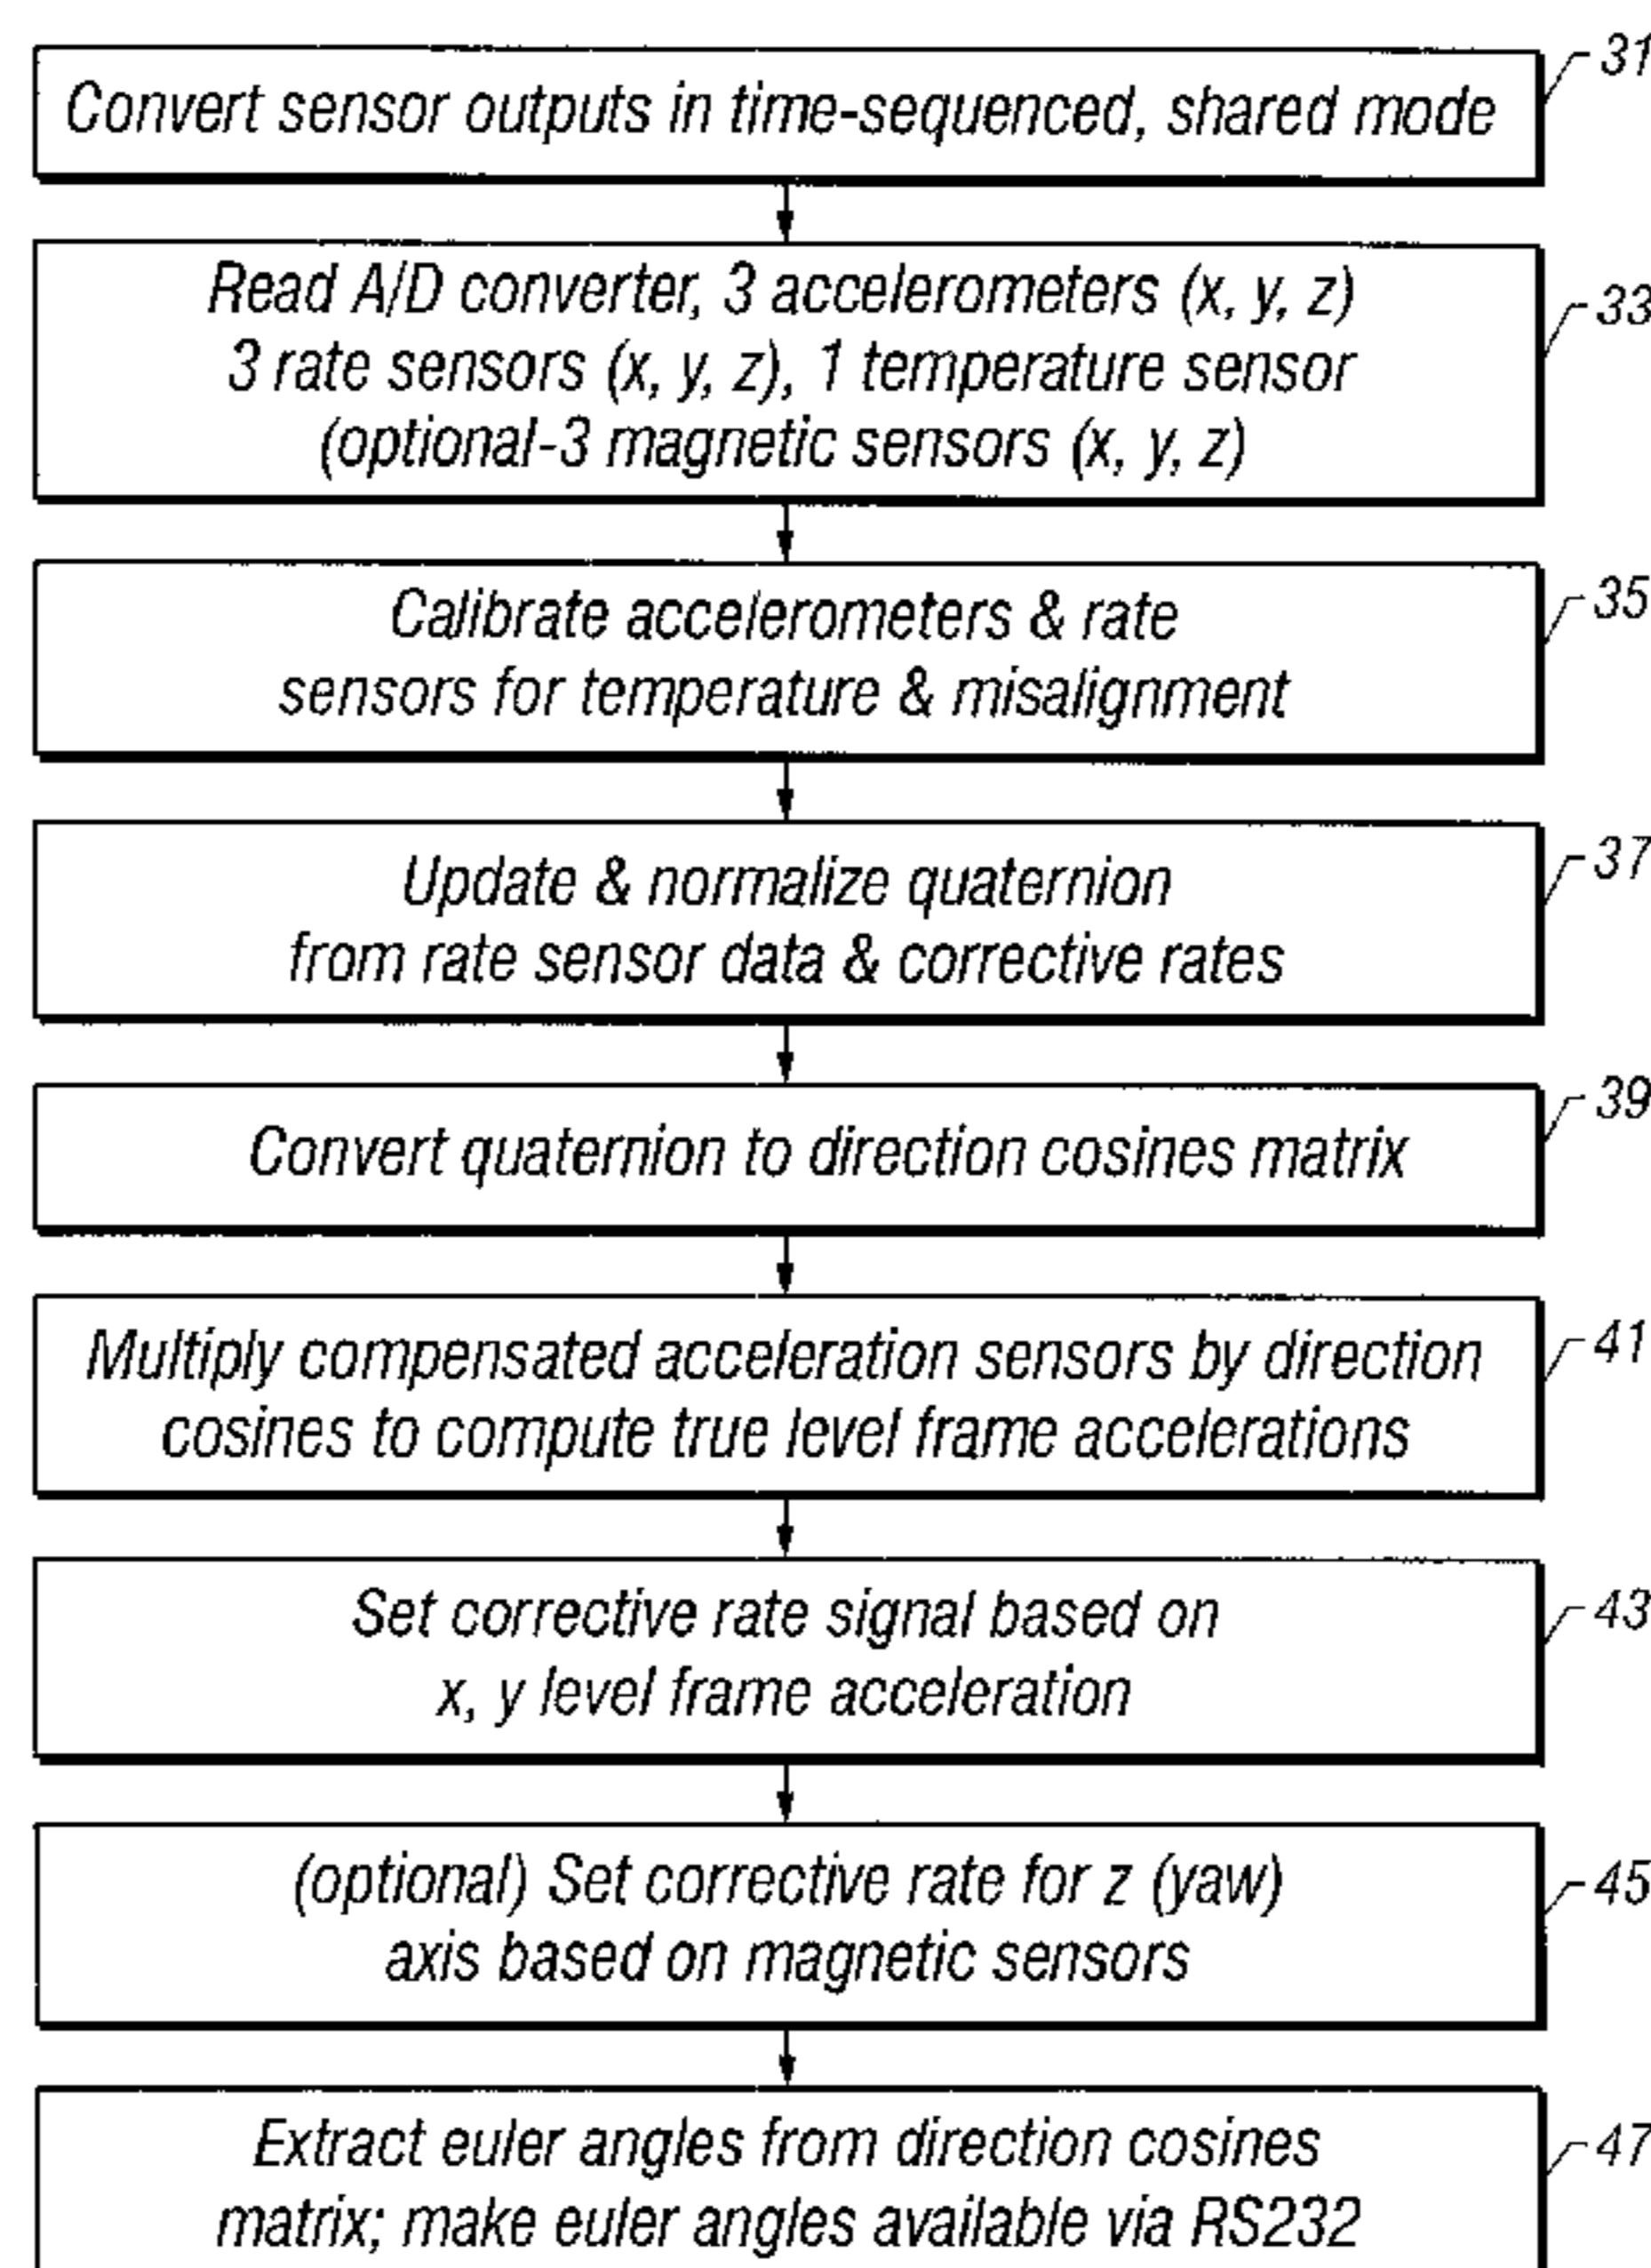 Convert sensor outputs in time-sequenced, shared mode
31
Read A/D converter, 3 accelerometers (x, y, z)
3 rate sensors (x, y, z), 1 temperature sensor
(optional-3 magnetic sensors (x, y, z)
33
Calibrate accelerometers & rate
sensors for temperature & misalignment
35
Update & normalize quaternion
from rate sensor data & corrective rates
37
Convert quaternion to direction cosines matrix
39
Multiply compensated acceleration sensors by direction
cosines to compute true level frame accelerations
41
Set corrective rate signal based on
x, y level frame acceleration
43
(optional) Set corrective rate for z (yaw)
axis based on magnetic sensors
45
Extract euler angles from direction cosines
matrix; make euler angles available via RS232
47